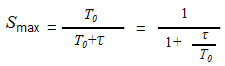 S_max = T_0 / (T_0+τ) = 1 / (1+ τ/T_0)